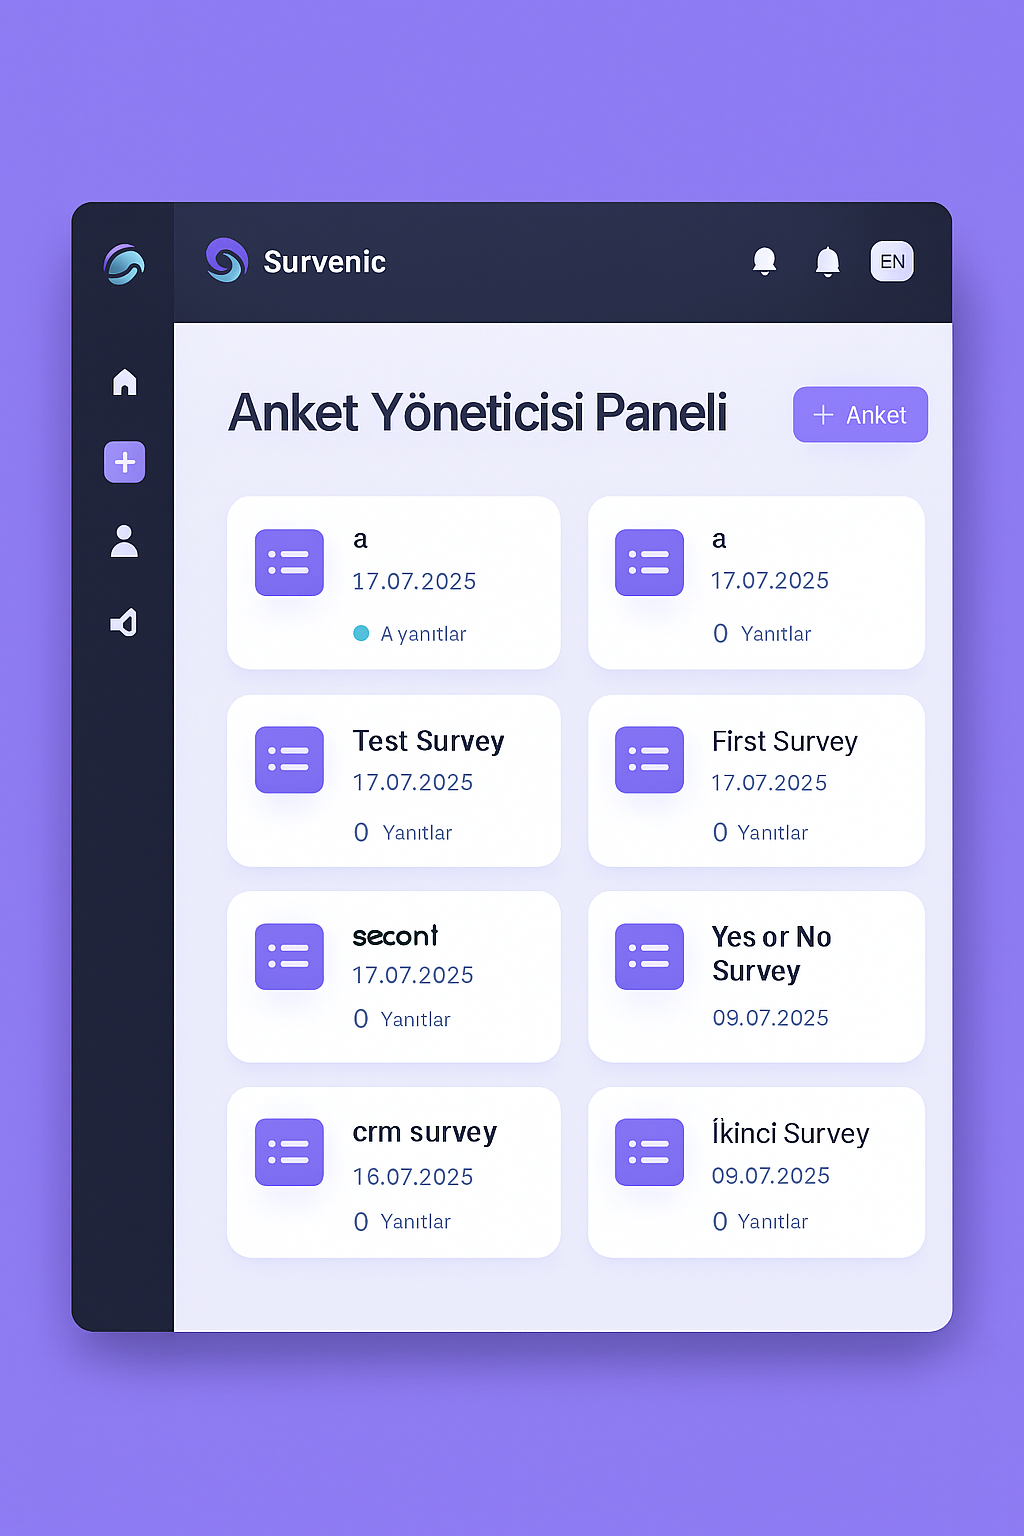 Survenic
EN
Anket Yöneticisi Paneli
+ Anket
a
17.07.2025
A yanıtlar
a
17.07.2025
0 Yanıtlar
Test Survey
17.07.2025
0 Yanıtlar
First Survey
17.07.2025
0 Yanıtlar
secont
17.07.2025
0 Yanıtlar
Yes or No
Survey
09.07.2025
crm survey
16.07.2025
0 Yanıtlar
İkinci Survey
09.07.2025
0 Yanıtlar